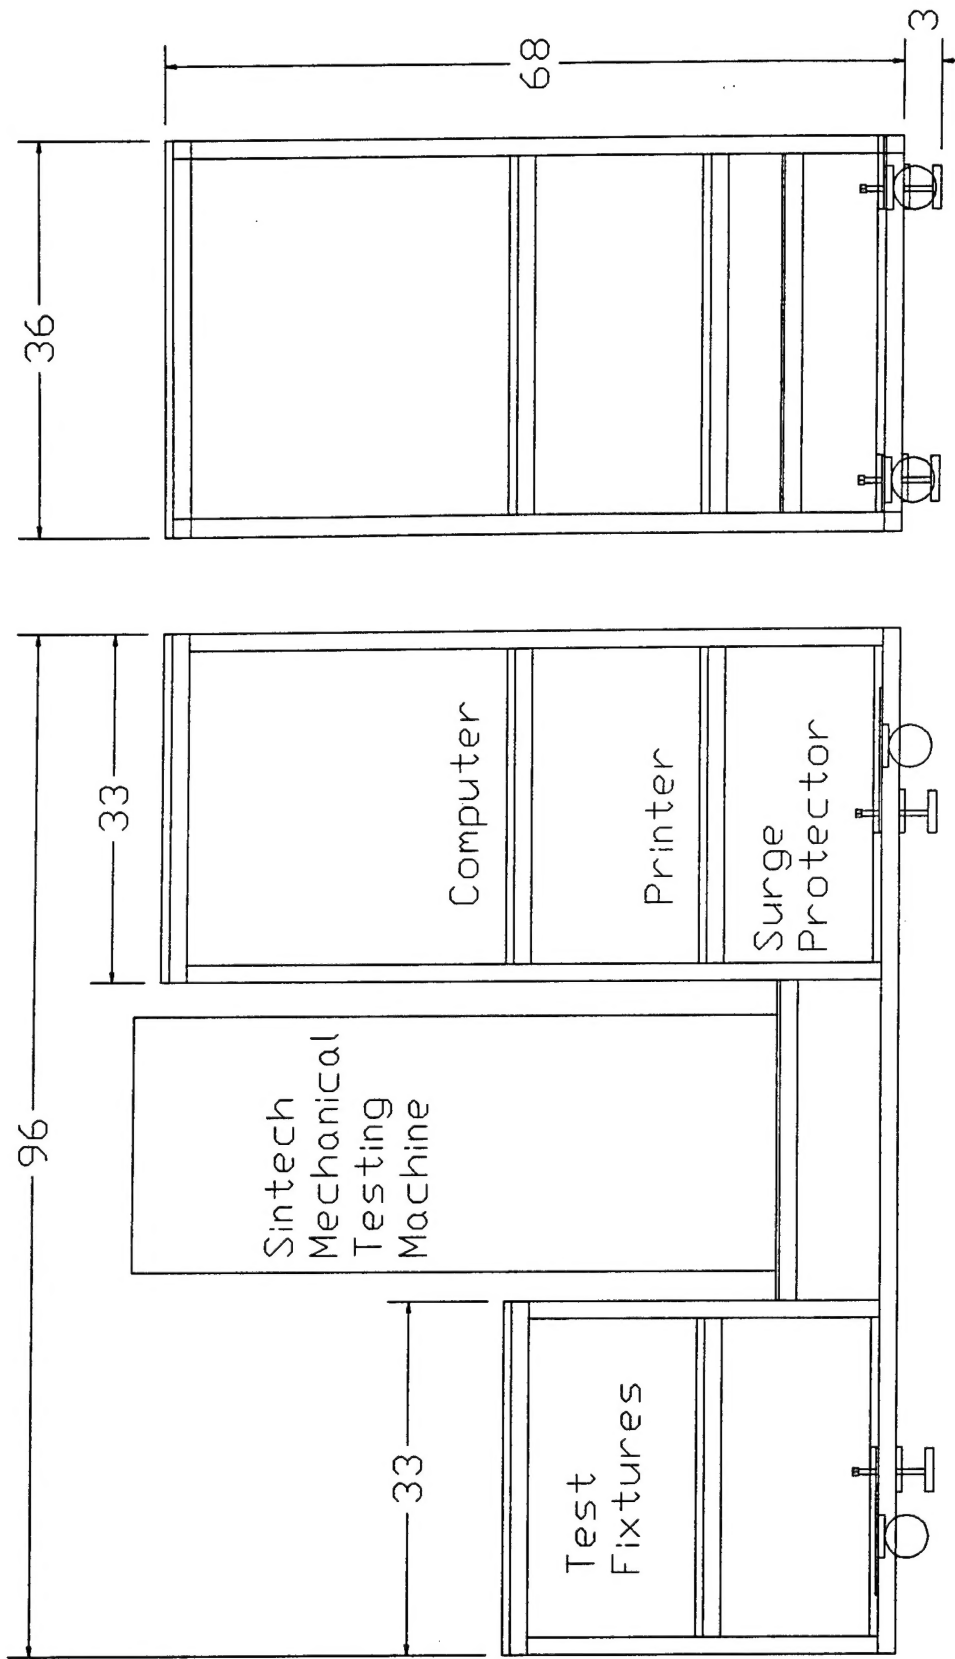 96
33
33
Sintech
Mechanical
Testing
Machine
Test
Fixtures
Computer
Printer
Surge
Protector
36
68
3